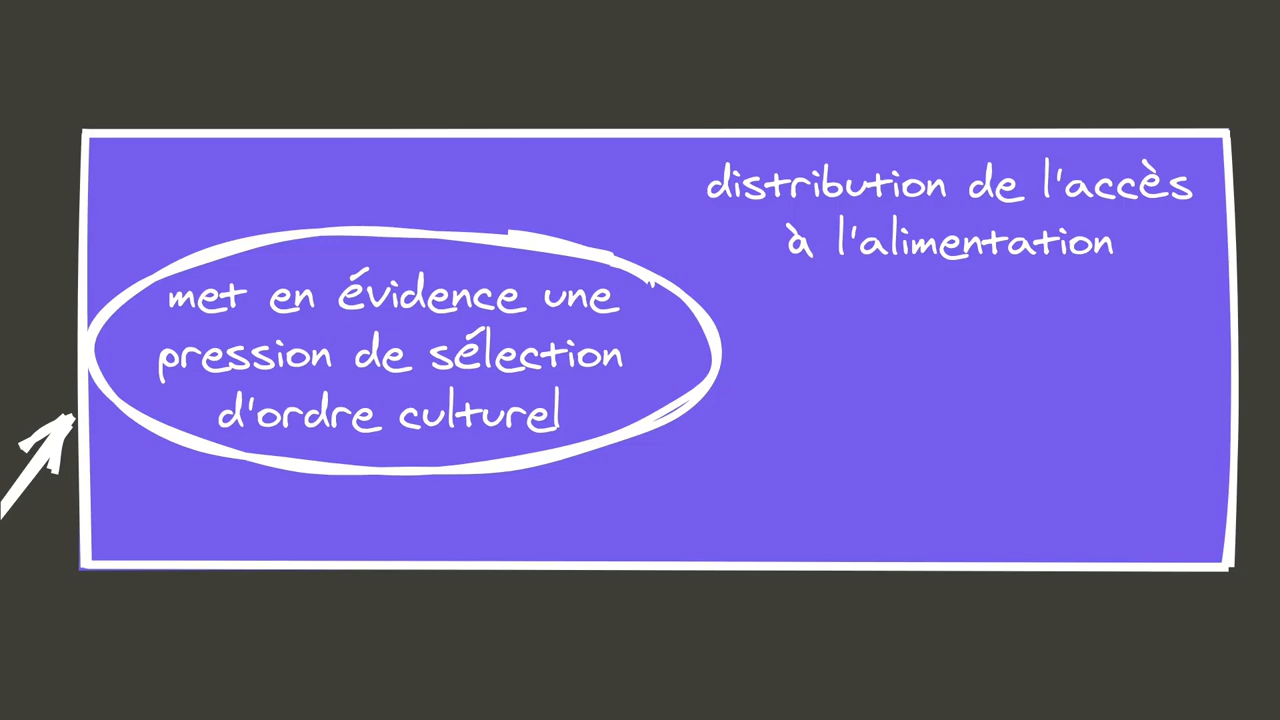 distribution de l'accès
à l'alimentation
met en évidence une
pression de sélection
d'ordre culturel